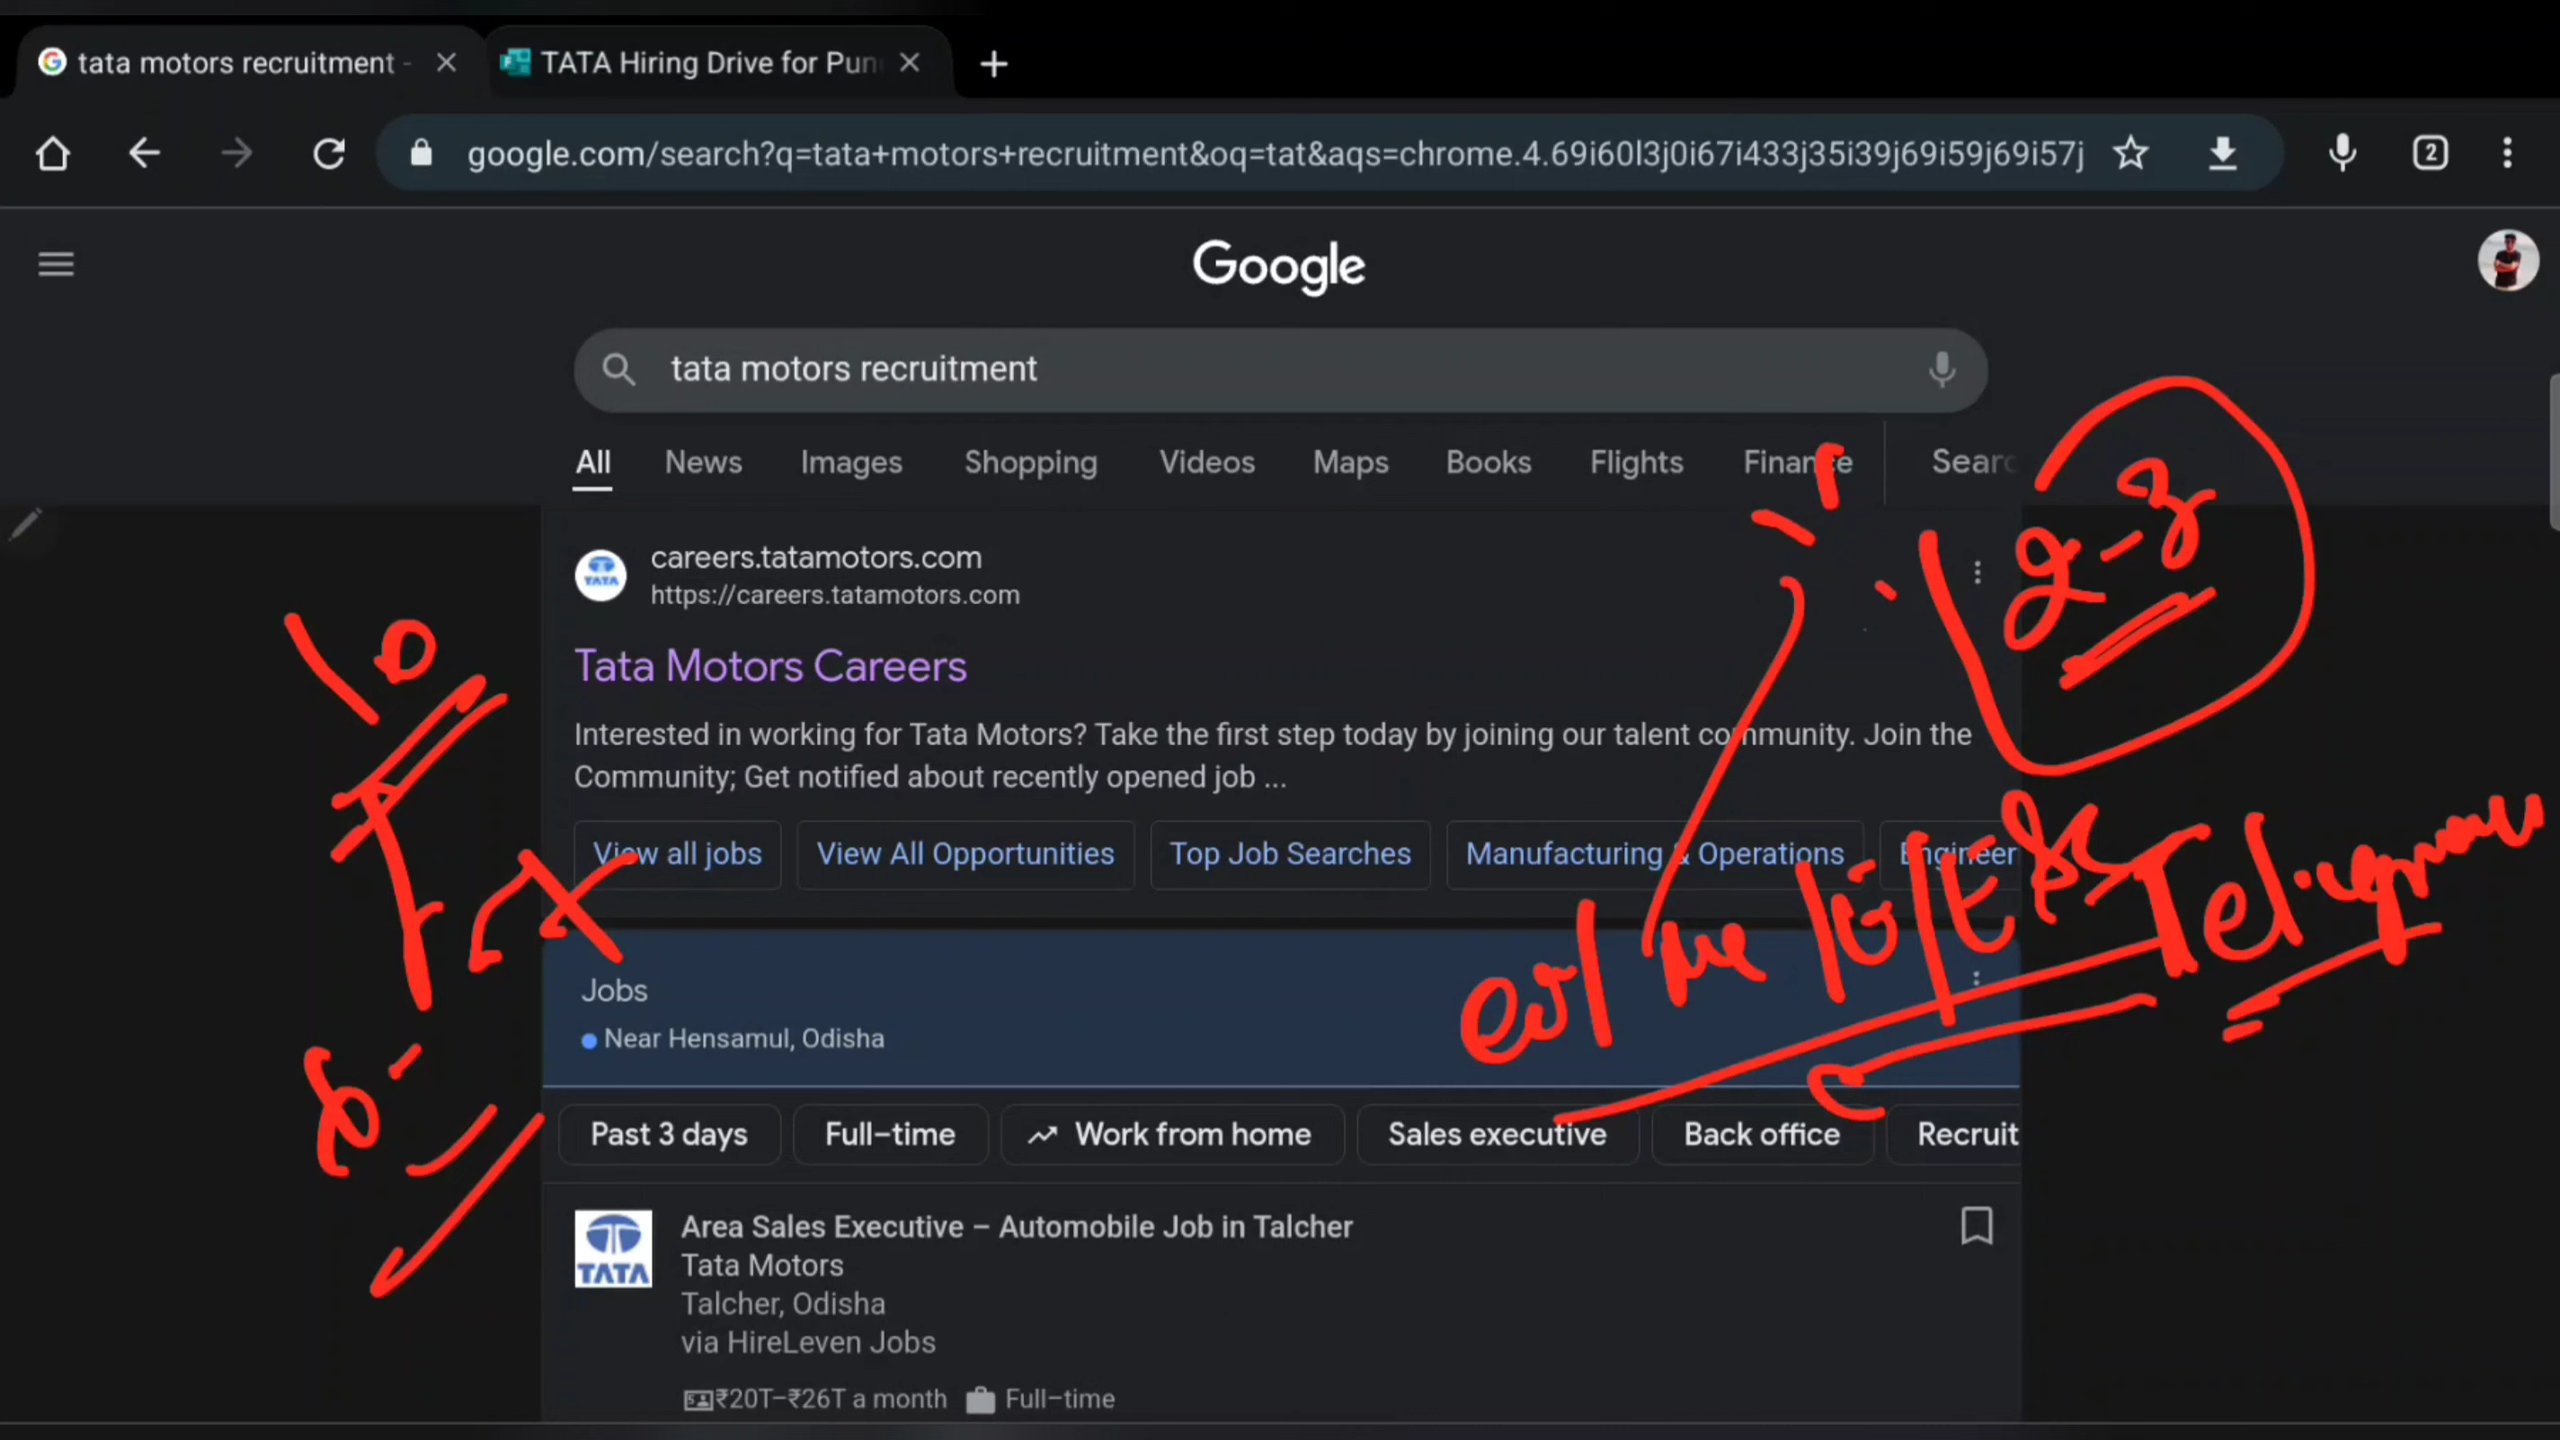 tata motors recruitment -
TATA Hiring Drive for Pun
google.com/search?q=tata+motors+recruitment&oq=tat&aqs=chrome.4.69i60l3j0i67i433j35i39j69i59j69i57j
2
Google
tata motors recruitment
All News Images Shopping Videos Maps Books Flights Finance Searc
2-3
careers.tatamotors.com
TATA
https://careers.tatamotors.com
10
Tata Motors Careers
Interested in working for Tata Motors? Take the first step today by joining our talent community. Join the
Community; Get notified about recently opened job ...
View all jobs View All Opportunities Top Job Searches Manufacturing & Operations Engineer
Telegram
Jobs
Near Hensamul, Odisha
Past 3 days Full-time Work from home Sales executive Back office Recruit
Area Sales Executive – Automobile Job in Talcher
TATA
Tata Motors
Talcher, Odisha
via HireLeven Jobs
₹20T–₹26T a month Full-time